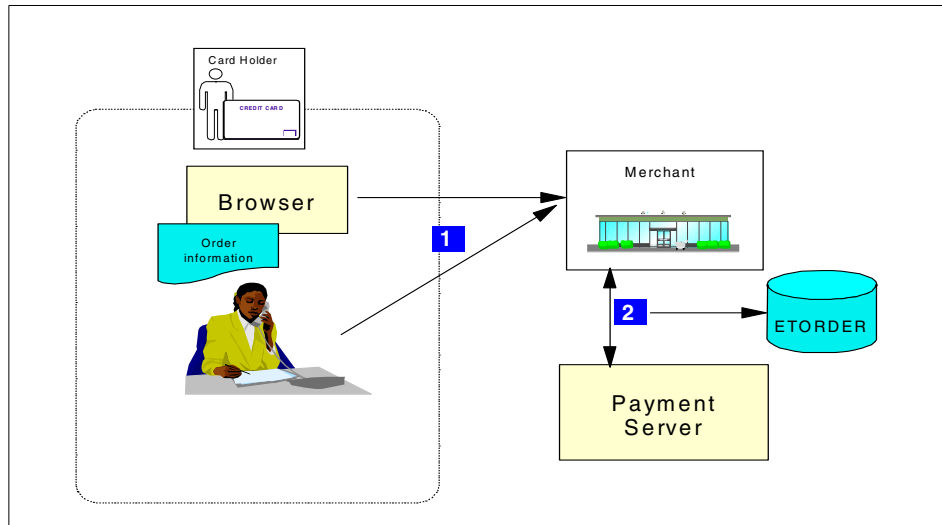 Card Holder
CREDIT CARD
Browser
Order
information
1
Merchant
2
ETORDER
Payment
Server